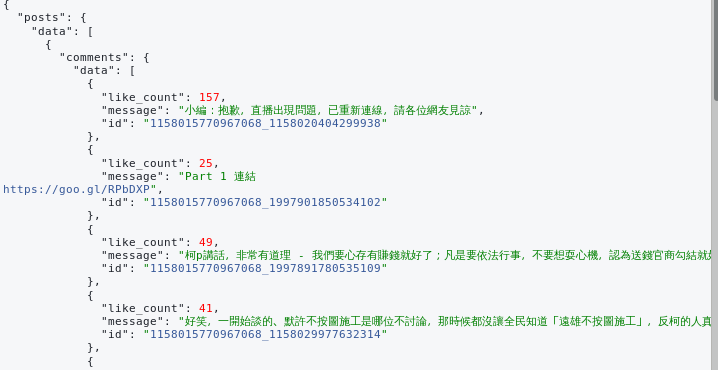 {
"posts": {
"data": [
{
"comments": {
"data": [
{
"like_count": 157,
"message": "小編：抱歉, 直播出現問題, 已重新連線, 請各位網友見諒",
"id": "1158015770967068_1158020404299938"
},
{
"like_count": 25,
"message": "Part 1 連結
https://goo.gl/RPbDXP",
"id": "1158015770967068_1997901850534102"
},
{
"like_count": 49,
"message": "柯p講話, 非常有道理 - 我們要心存有賺錢就好了；凡是要依法行事, 不要想耍心機, 認為送錢官商勾結就
"id": "1158015770967068_1997891780535109"
},
{
"like_count": 41,
"message": "好笑, 一開始談的、默許不按圖施工是哪位不討論, 那時候都沒讓全民知道「遠雄不按圖施工」, 反柯的人真
"id": "1158015770967068_1158029977632314"
},
{